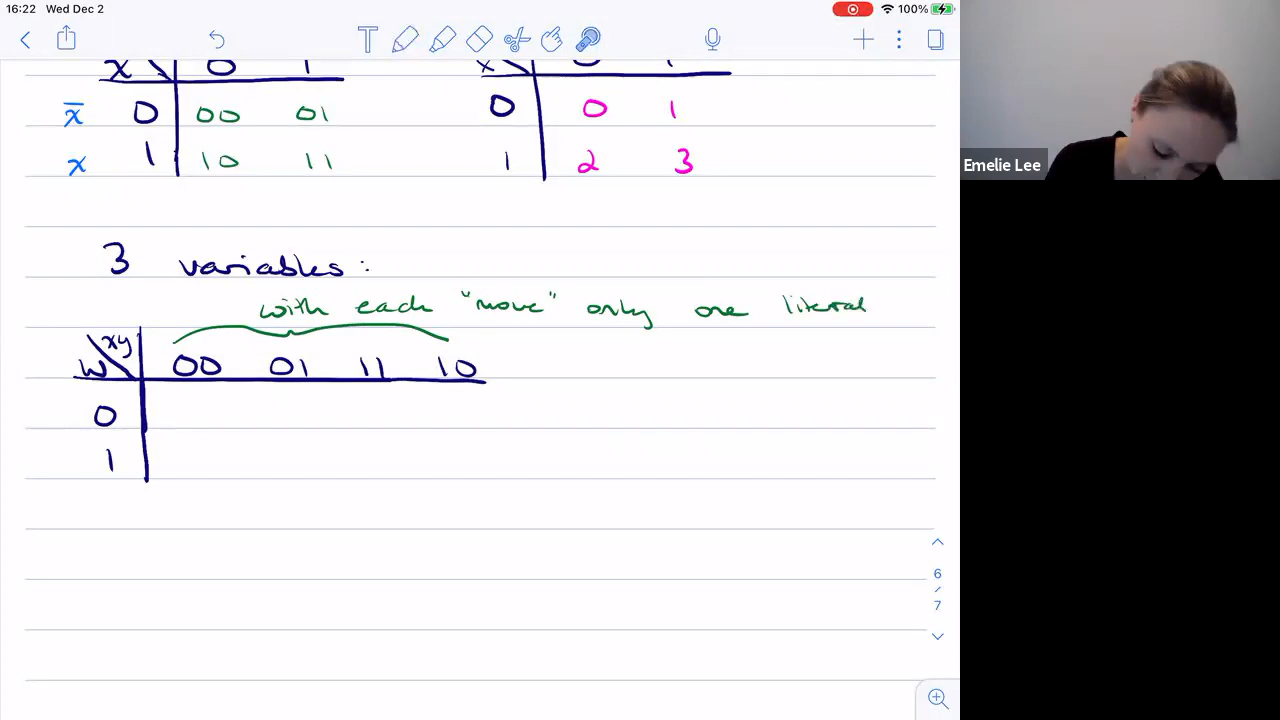 16:22 Wed Dec 2
100%
T
x 0 1
x
x̄ 0 00 01
0 0 1
x 1 10 11
1 2 3
Emelie Lee
3 variables:
with each "move" only one literal
xy
w 00 01 11 10
0
1
6
/
7